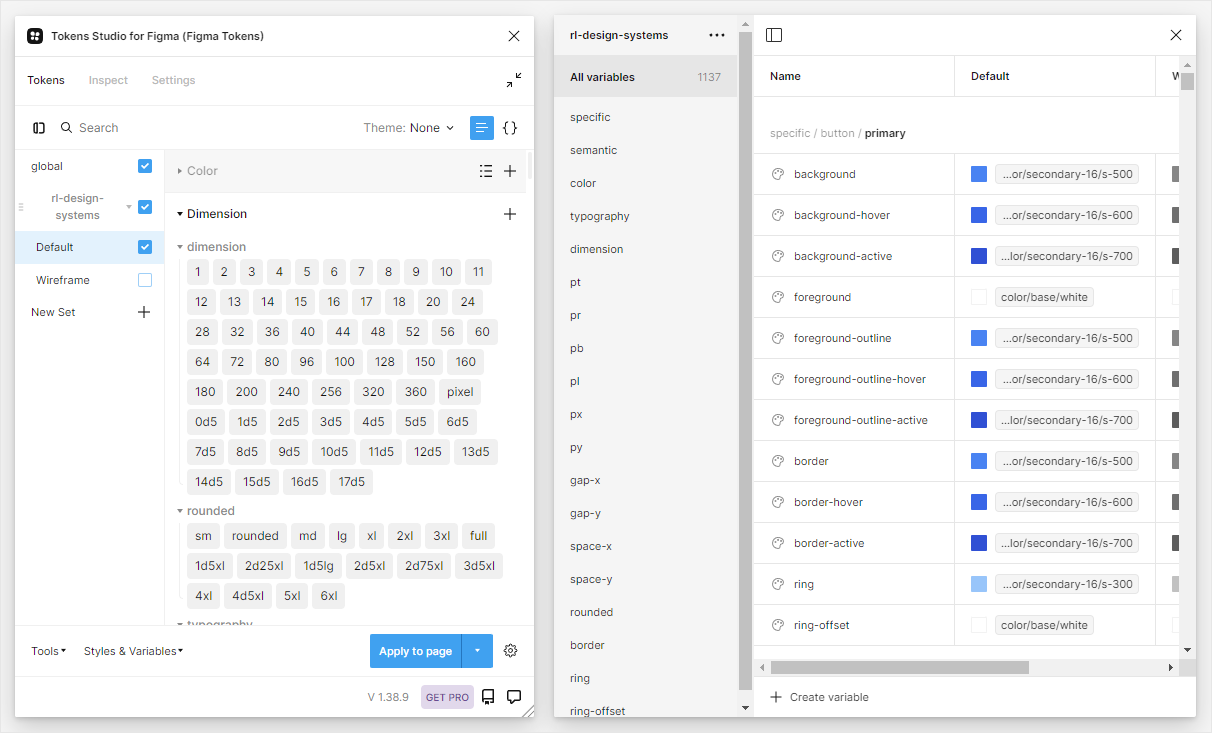 Tokens Studio for Figma (Figma Tokens)
Tokens Inspect Settings
Search Theme: None
global
rl-design-
systems
Default
Wireframe
New Set
Color
Dimension
dimension
1 2 3 4 5 6 7 8 9 10 11
12 13 14 15 16 17 18 20 24
28 32 36 40 44 48 52 56 60
64 72 80 96 100 128 150 160
180 200 240 256 320 360 pixel
0d5 1d5 2d5 3d5 4d5 5d5 6d5
7d5 8d5 9d5 10d5 11d5 12d5 13d5
14d5 15d5 16d5 17d5
rounded
sm rounded md lg xl 2xl 3xl full
1d5xl 2d25xl 1d5lg 2d5xl 2d75xl 3d5xl
4xl 4d5xl 5xl 6xl
typography
Tools Styles & Variables Apply to page
V 1.38.9 GET PRO
rl-design-systems
All variables 1137
specific
semantic
color
typography
dimension
pt
pr
pb
pl
px
py
gap-x
gap-y
space-x
space-y
rounded
border
ring
ring-offset
Name Default W
specific / button / primary
background ...or/secondary-16/s-500
background-hover ...or/secondary-16/s-600
background-active ...lor/secondary-16/s-700
foreground color/base/white
foreground-outline ...or/secondary-16/s-500
foreground-outline-hover ...or/secondary-16/s-600
foreground-outline-active ...lor/secondary-16/s-700
border ...or/secondary-16/s-500
border-hover ...or/secondary-16/s-600
border-active ...lor/secondary-16/s-700
ring ...or/secondary-16/s-300
ring-offset color/base/white
Create variable